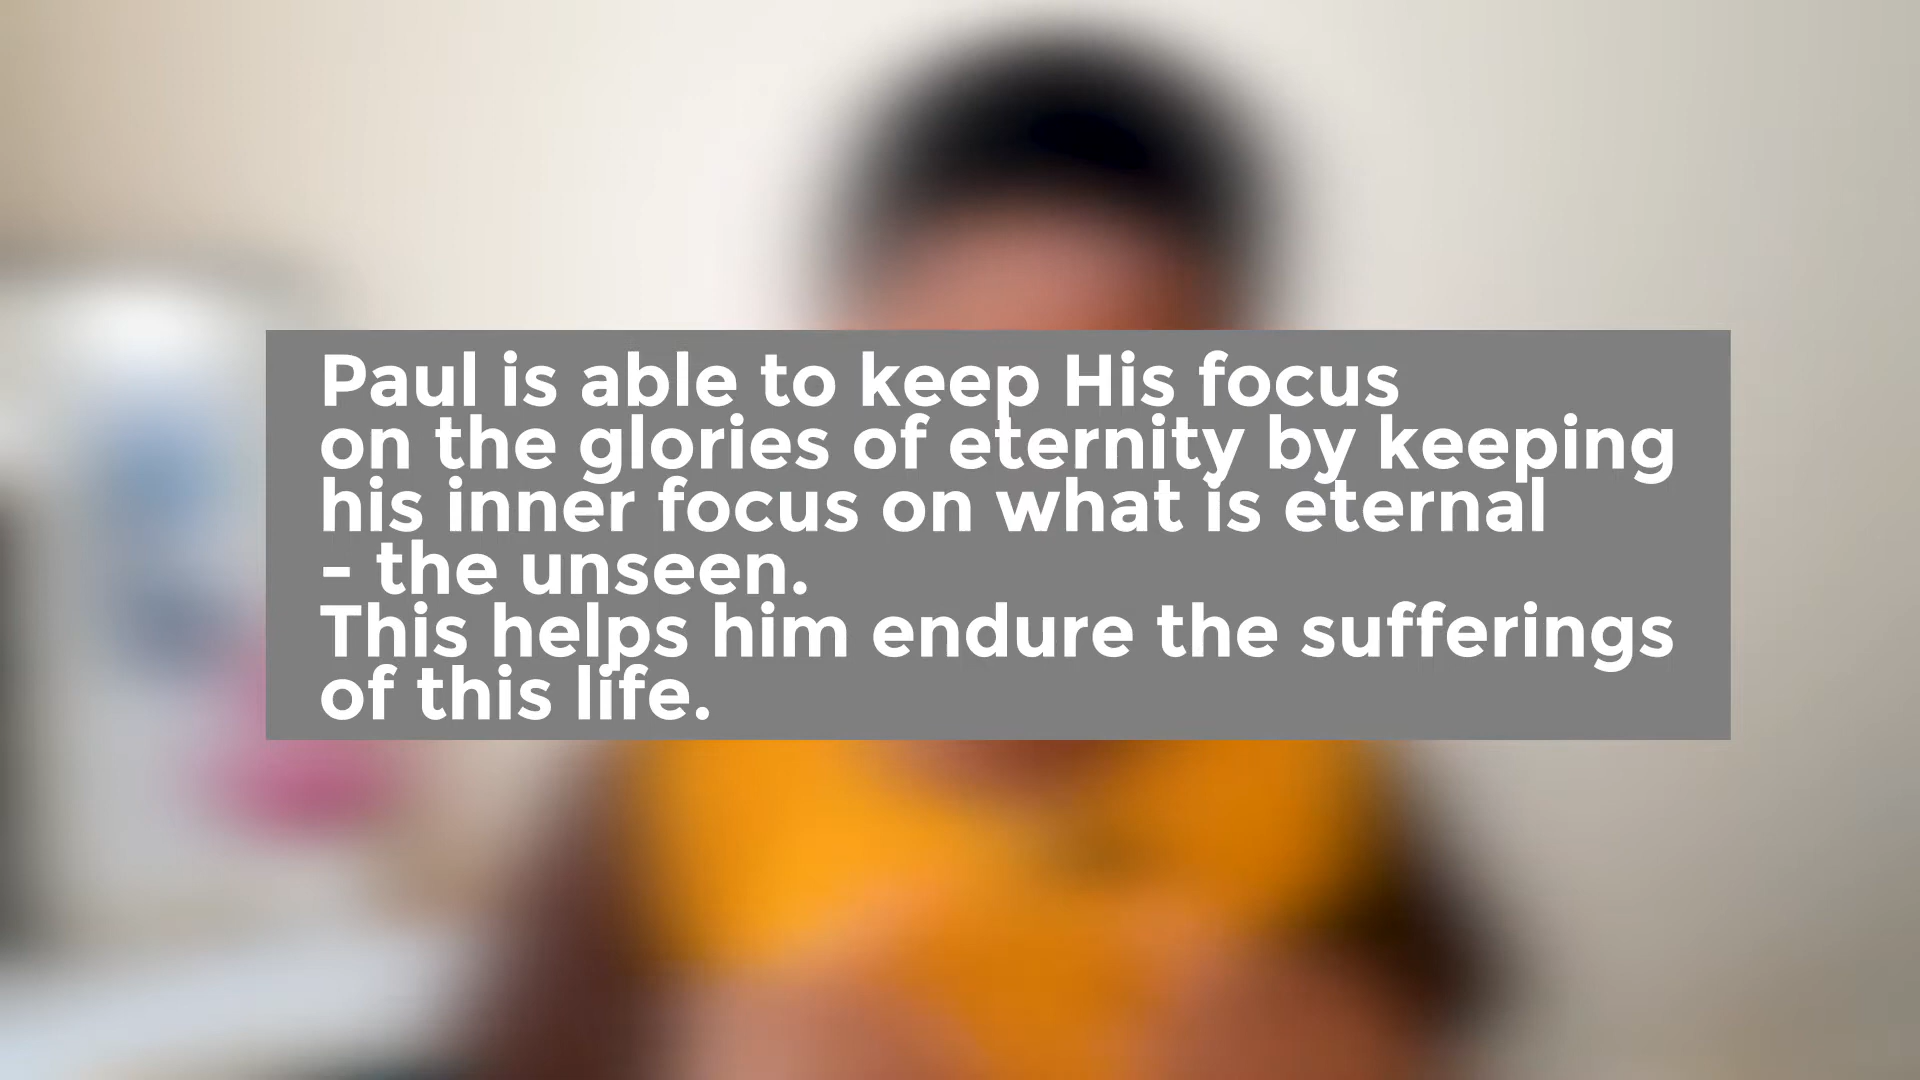 Paul is able to keep His focus
on the glories of eternity by keeping
his inner focus on what is eternal
- the unseen.
This helps him endure the sufferings
of this life.